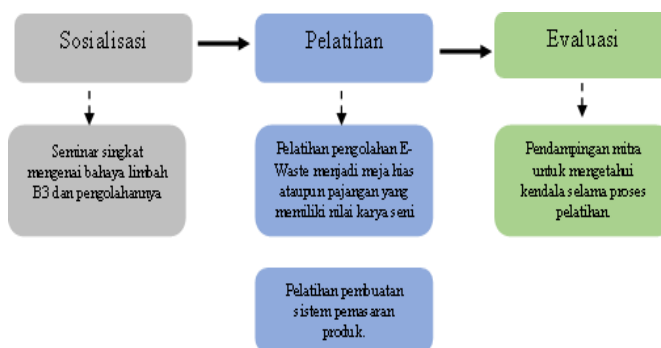 Sosialisasi
Pelatihan
Evaluasi
Seminar singkat
mengenai bahaya limbah
B3 dan pengolahannya
Pelatihan pengolahan E-
Waste menjadi meja hias
ataupun pajangan yang
memiliki nilai karya seni
Pendampingan mitra
untuk mengetahui
kendala selama proses
pelatihan.
Pelatihan pembuatan
sistem pemasaran
produk.